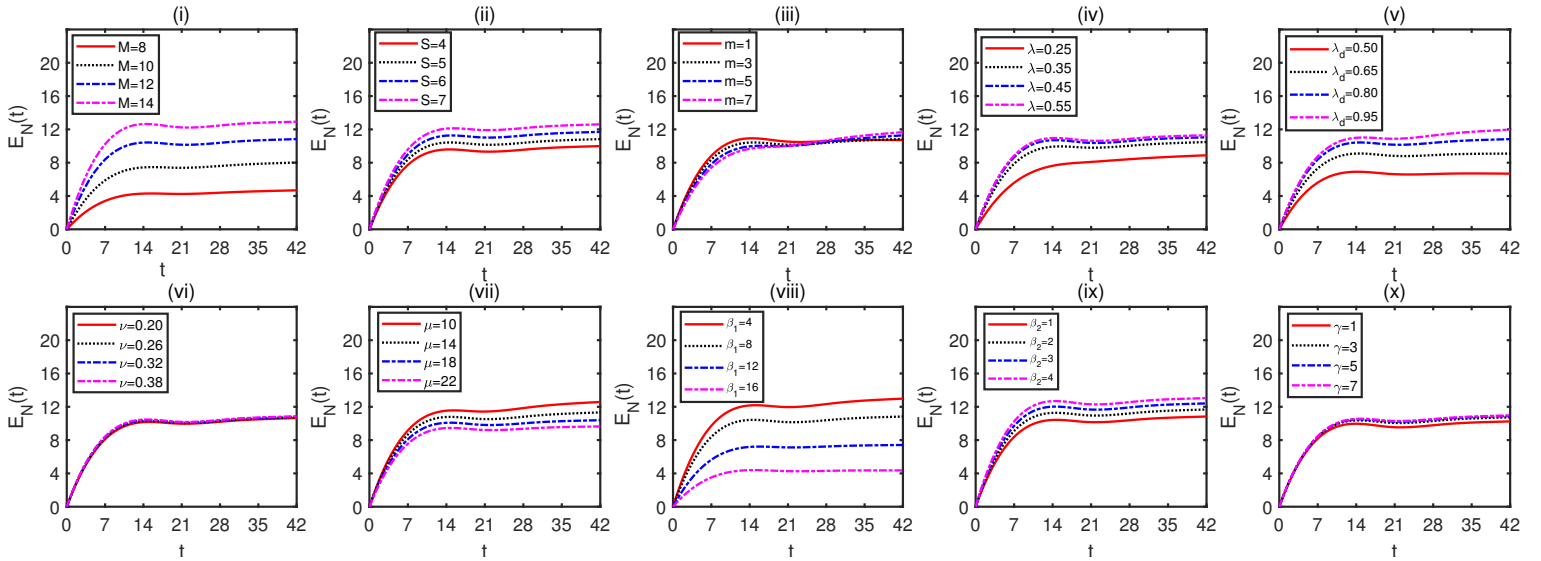 (i)
M=8
M=10
M=12
M=14
E_N(t)
20
16
12
8
4
0
0 7 14 21 28 35 42
t
(ii)
S=4
S=5
S=6
S=7
E_N(t)
20
16
12
8
4
0
0 7 14 21 28 35 42
t
(iii)
m=1
m=3
m=5
m=7
E_N(t)
20
16
12
8
4
0
0 7 14 21 28 35 42
t
(iv)
λ=0.25
λ=0.35
λ=0.45
λ=0.55
E_N(t)
20
16
12
8
4
0
0 7 14 21 28 35 42
t
(v)
λ_d=0.50
λ_d=0.65
λ_d=0.80
λ_d=0.95
E_N(t)
20
16
12
8
4
0
0 7 14 21 28 35 42
t
(vi)
ν=0.20
ν=0.26
ν=0.32
ν=0.38
E_N(t)
20
16
12
8
4
0
0 7 14 21 28 35 42
t
(vii)
μ=10
μ=14
μ=18
μ=22
E_N(t)
20
16
12
8
4
0
0 7 14 21 28 35 42
t
(viii)
β_1=4
β_1=8
β_1=12
β_1=16
E_N(t)
20
16
12
8
4
0
0 7 14 21 28 35 42
t
(ix)
β_2=1
β_2=2
β_2=3
β_2=4
E_N(t)
20
16
12
8
4
0
0 7 14 21 28 35 42
t
(x)
γ=1
γ=3
γ=5
γ=7
E_N(t)
20
16
12
8
4
0
0 7 14 21 28 35 42
t